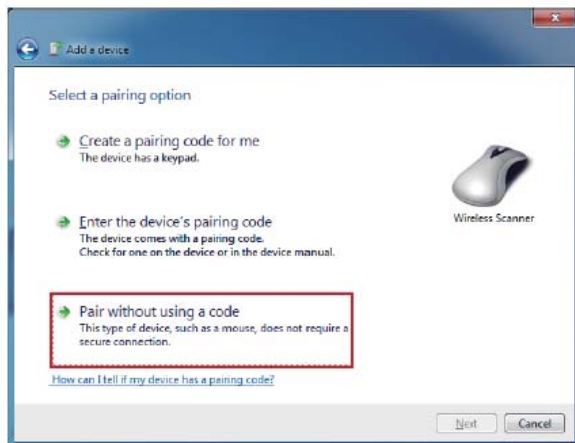 Add a device
Select a pairing option
Create a pairing code for me
The device has a keypad.
Wireless Scanner
Enter the device's pairing code
The device comes with a pairing code.
Check for one on the device or in the device manual.
Pair without using a code
This type of device, such as a mouse, does not require a
secure connection.
How can I tell if my device has a pairing code?
Next
Cancel